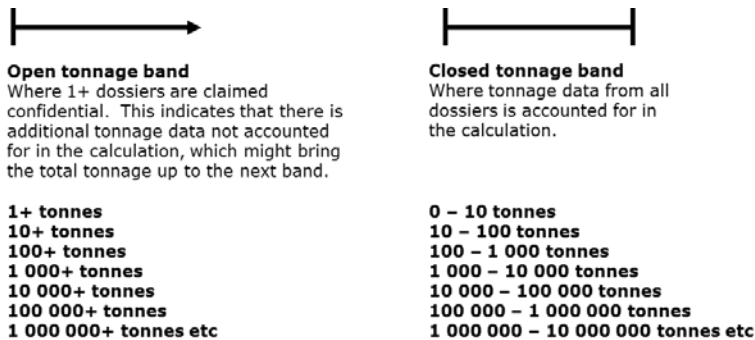 Open tonnage band
Where 1+ dossiers are claimed
confidential. This indicates that there is
additional tonnage data not accounted
for in the calculation, which might bring
the total tonnage up to the next band.
1+ tonnes
10+ tonnes
100+ tonnes
1 000+ tonnes
10 000+ tonnes
100 000+ tonnes
1 000 000+ tonnes etc
Closed tonnage band
Where tonnage data from all
dossiers is accounted for in
the calculation.
0 – 10 tonnes
10 – 100 tonnes
100 – 1 000 tonnes
1 000 – 10 000 tonnes
10 000 – 100 000 tonnes
100 000 – 1 000 000 tonnes
1 000 000 – 10 000 000 tonnes etc